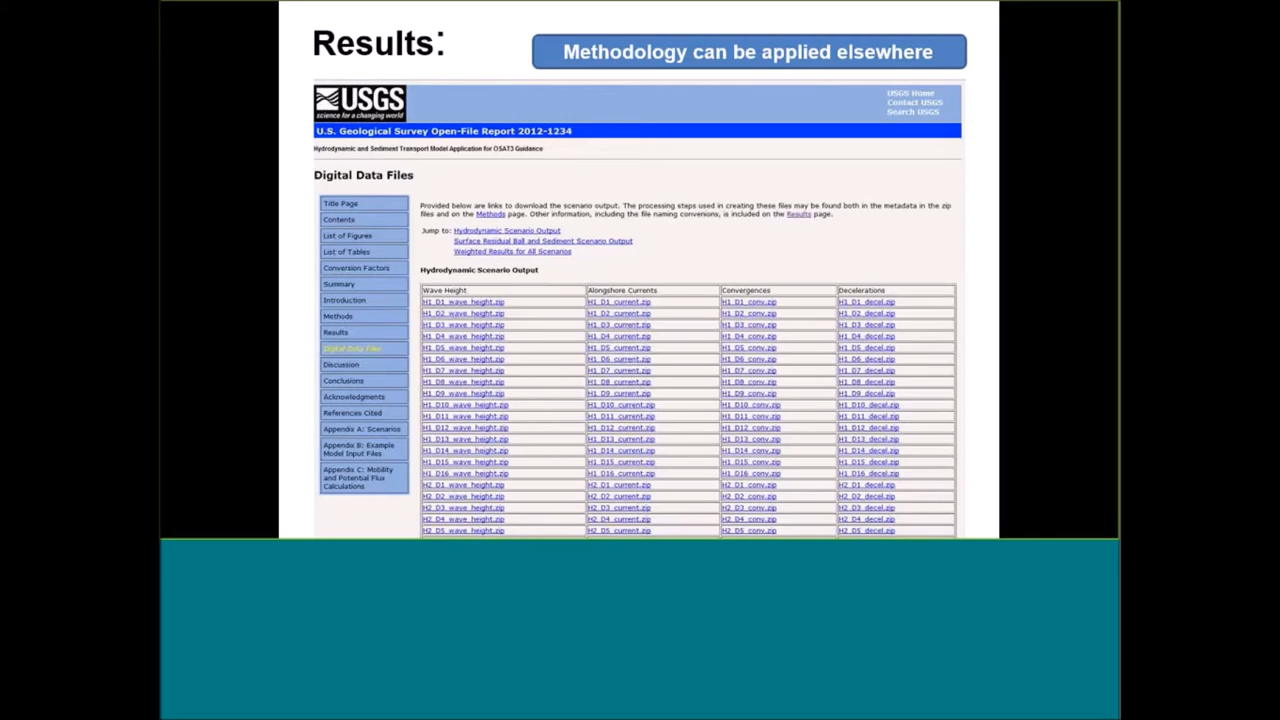 Results:
Methodology can be applied elsewhere
USGS
science for a changing world
USGS Home
Contact USGS
Search USGS
U.S. Geological Survey Open-File Report 2012-1234
Hydrodynamic and Sediment Transport Model Application for OSAT3 Guidance
Digital Data Files
Title Page
Contents
List of Figures
List of Tables
Conversion Factors
Summary
Introduction
Methods
Results
Digital Data Files
Discussion
Conclusions
Acknowledgments
References Cited
Appendix A: Scenarios
Appendix B: Example
Model Input Files
Appendix C: Mobility
and Potential Flux
Calculations
Provided below are links to download the scenario output. The processing steps used in creating these files may be found both in the metadata in the zip
files and on the Methods page. Other information, including the file naming convenions, is included on the Results page.
Jump to: Hydrodynamic Scenario Output
Surface Residual Ball and Sediment Scenario Output
Weighted Results for All Scenarios
Hydrodynamic Scenario Output
Wave Height Alongshore Currents Convergences Decelerations
H1_D1_wave_height.zip H1_D1_current.zip H1_D1_conv.zip H1_D1_decel.zip
H1_D2_wave_height.zip H1_D2_current.zip H1_D2_conv.zip H1_D2_decel.zip
H1_D3_wave_height.zip H1_D3_current.zip H1_D3_conv.zip H1_D3_decel.zip
H1_D4_wave_height.zip H1_D4_current.zip H1_D4_conv.zip H1_D4_decel.zip
H1_D5_wave_height.zip H1_D5_current.zip H1_D5_conv.zip H1_D5_decel.zip
H1_D6_wave_height.zip H1_D6_current.zip H1_D6_conv.zip H1_D6_decel.zip
H1_D7_wave_height.zip H1_D7_current.zip H1_D7_conv.zip H1_D7_decel.zip
H1_D8_wave_height.zip H1_D8_current.zip H1_D8_conv.zip H1_D8_decel.zip
H1_D9_wave_height.zip H1_D9_current.zip H1_D9_conv.zip H1_D9_decel.zip
H1_D10_wave_height.zip H1_D10_current.zip H1_D10_conv.zip H1_D10_decel.zip
H1_D11_wave_height.zip H1_D11_current.zip H1_D11_conv.zip H1_D11_decel.zip
H1_D12_wave_height.zip H1_D12_current.zip H1_D12_conv.zip H1_D12_decel.zip
H1_D13_wave_height.zip H1_D13_current.zip H1_D13_conv.zip H1_D13_decel.zip
H1_D14_wave_height.zip H1_D14_current.zip H1_D14_conv.zip H1_D14_decel.zip
H1_D15_wave_height.zip H1_D15_current.zip H1_D15_conv.zip H1_D15_decel.zip
H1_D16_wave_height.zip H1_D16_current.zip H1_D16_conv.zip H1_D16_decel.zip
H2_D1_wave_height.zip H2_D1_current.zip H2_D1_conv.zip H2_D1_decel.zip
H2_D2_wave_height.zip H2_D2_current.zip H2_D2_conv.zip H2_D2_decel.zip
H2_D3_wave_height.zip H2_D3_current.zip H2_D3_conv.zip H2_D3_decel.zip
H2_D4_wave_height.zip H2_D4_current.zip H2_D4_conv.zip H2_D4_decel.zip
H2_D5_wave_height.zip H2_D5_current.zip H2_D5_conv.zip H2_D5_decel.zip